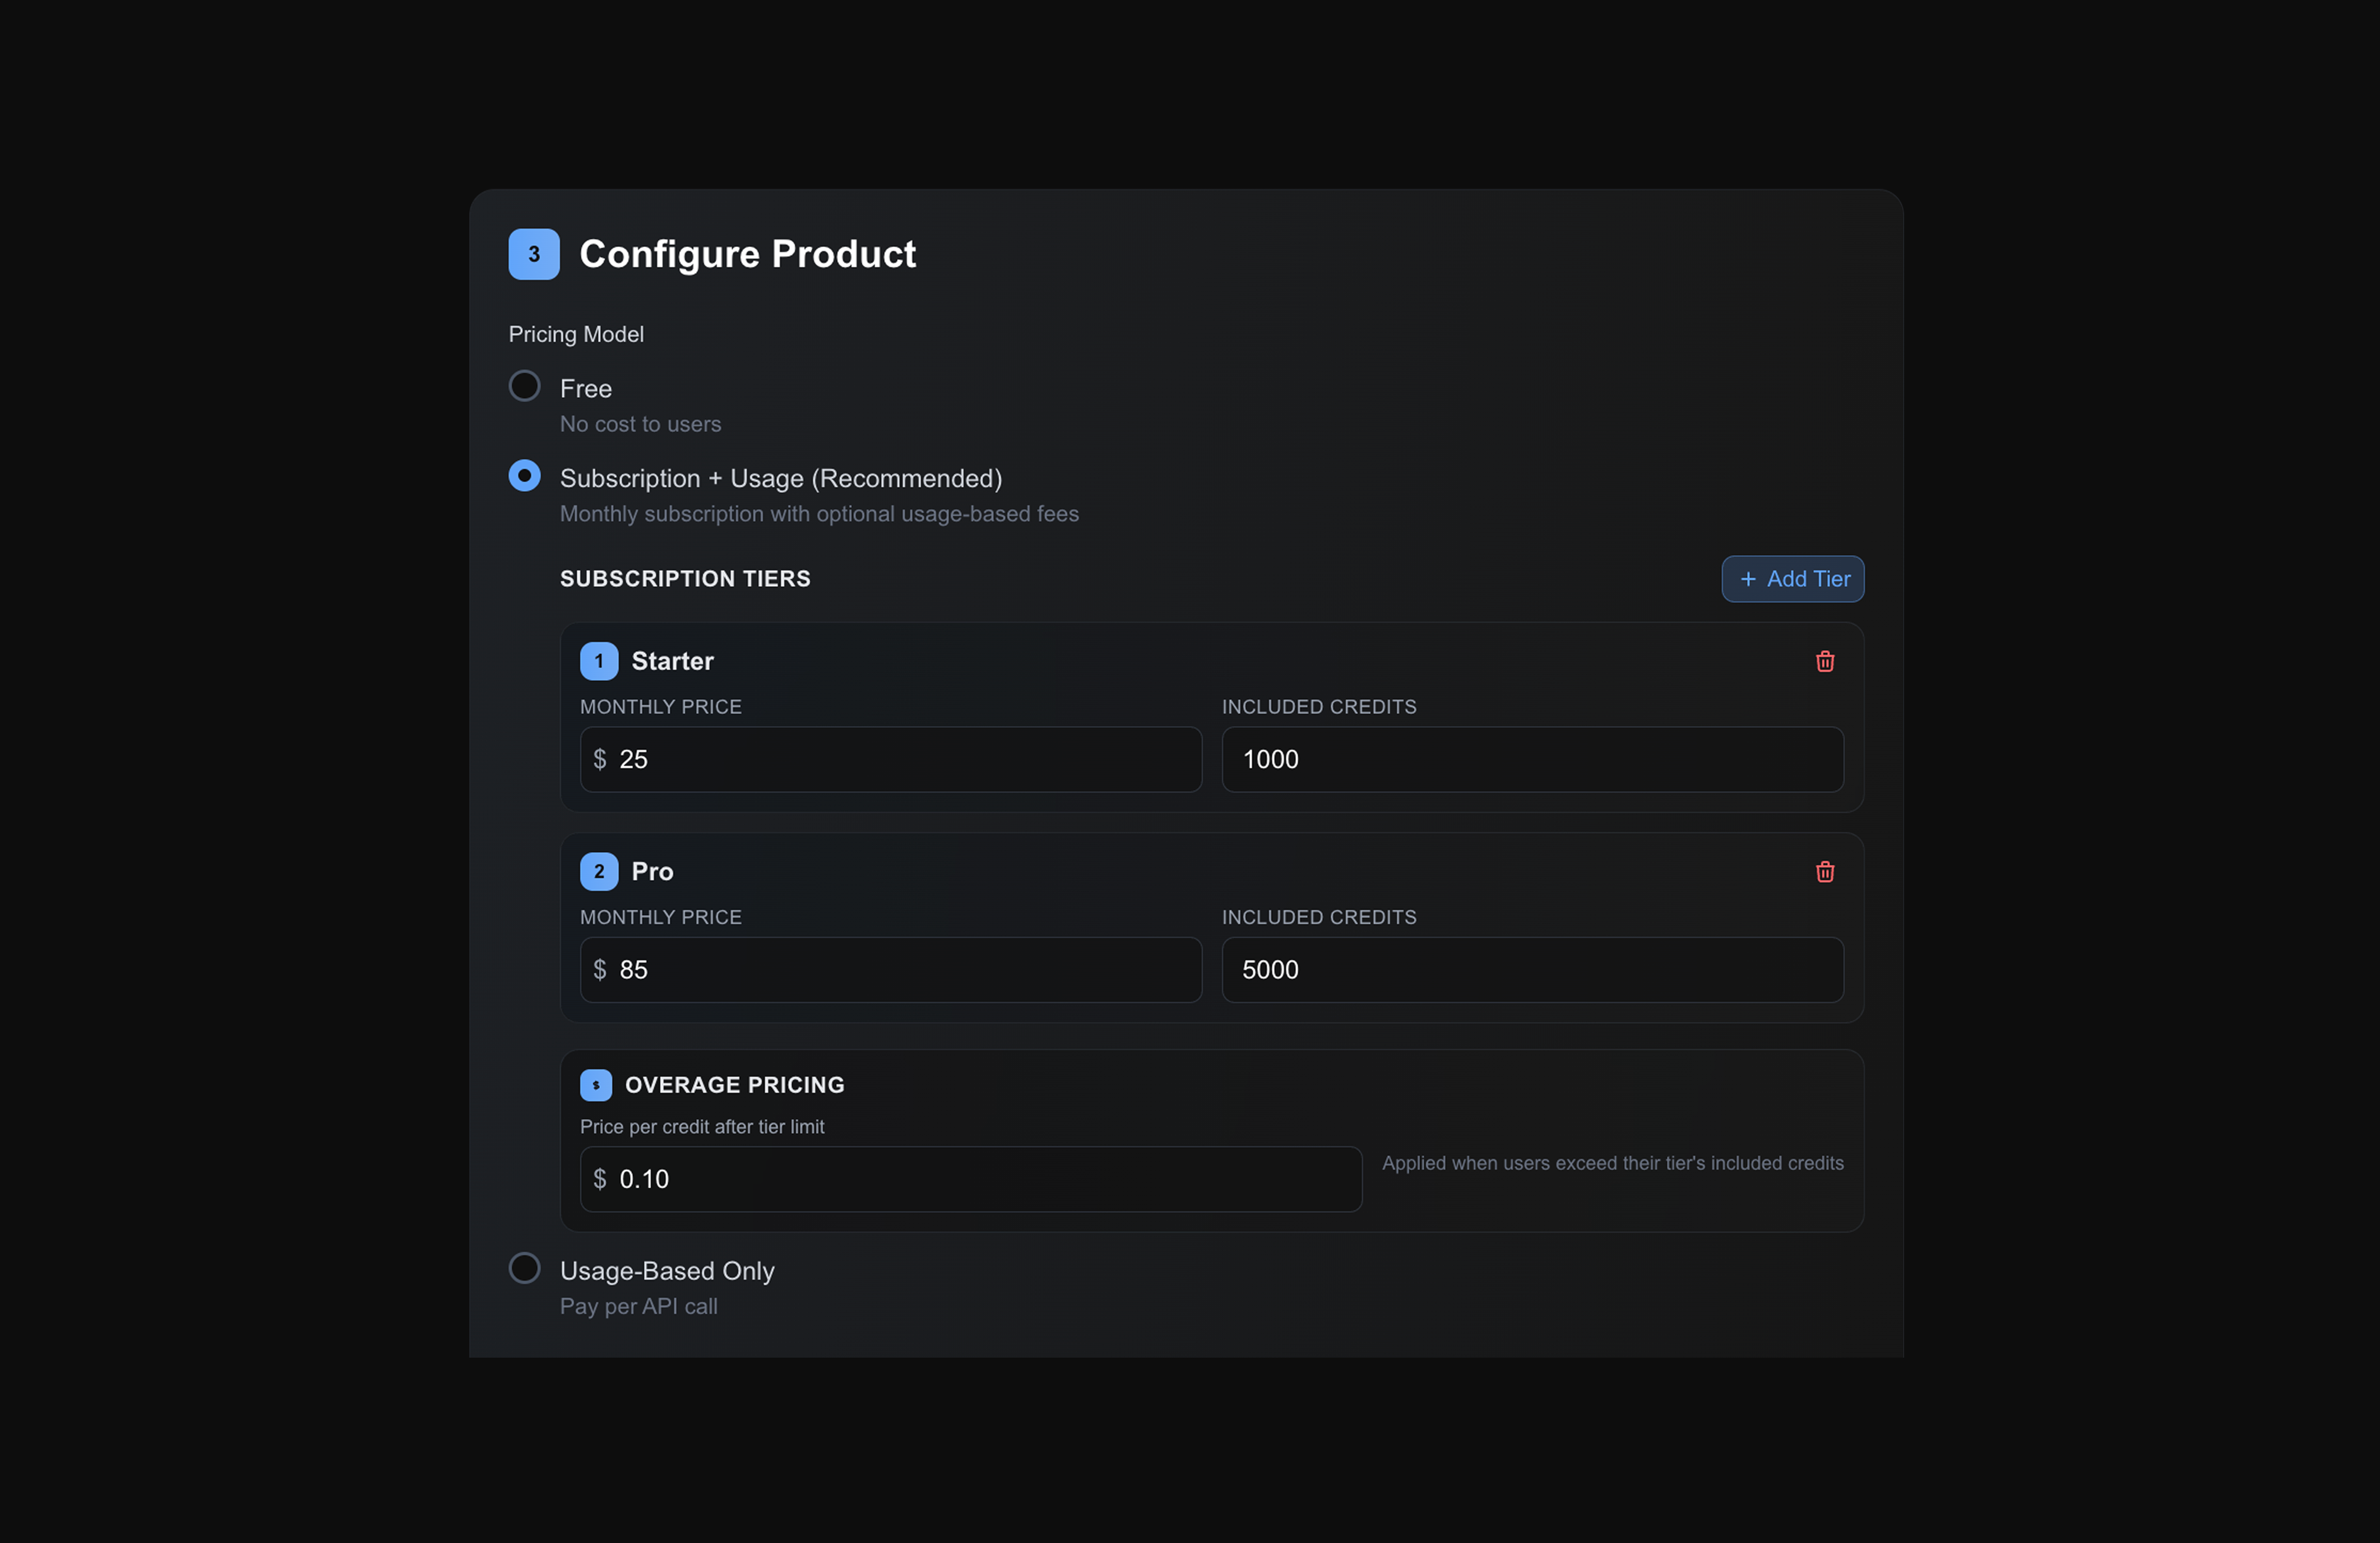 3 Configure Product
Pricing Model
Free
No cost to users
Subscription + Usage (Recommended)
Monthly subscription with optional usage-based fees
SUBSCRIPTION TIERS
+ Add Tier
1 Starter
MONTHLY PRICE
$ 25
INCLUDED CREDITS
1000
2 Pro
MONTHLY PRICE
$ 85
INCLUDED CREDITS
5000
$ OVERAGE PRICING
Price per credit after tier limit
$ 0.10
Applied when users exceed their tier's included credits
Usage-Based Only
Pay per API call